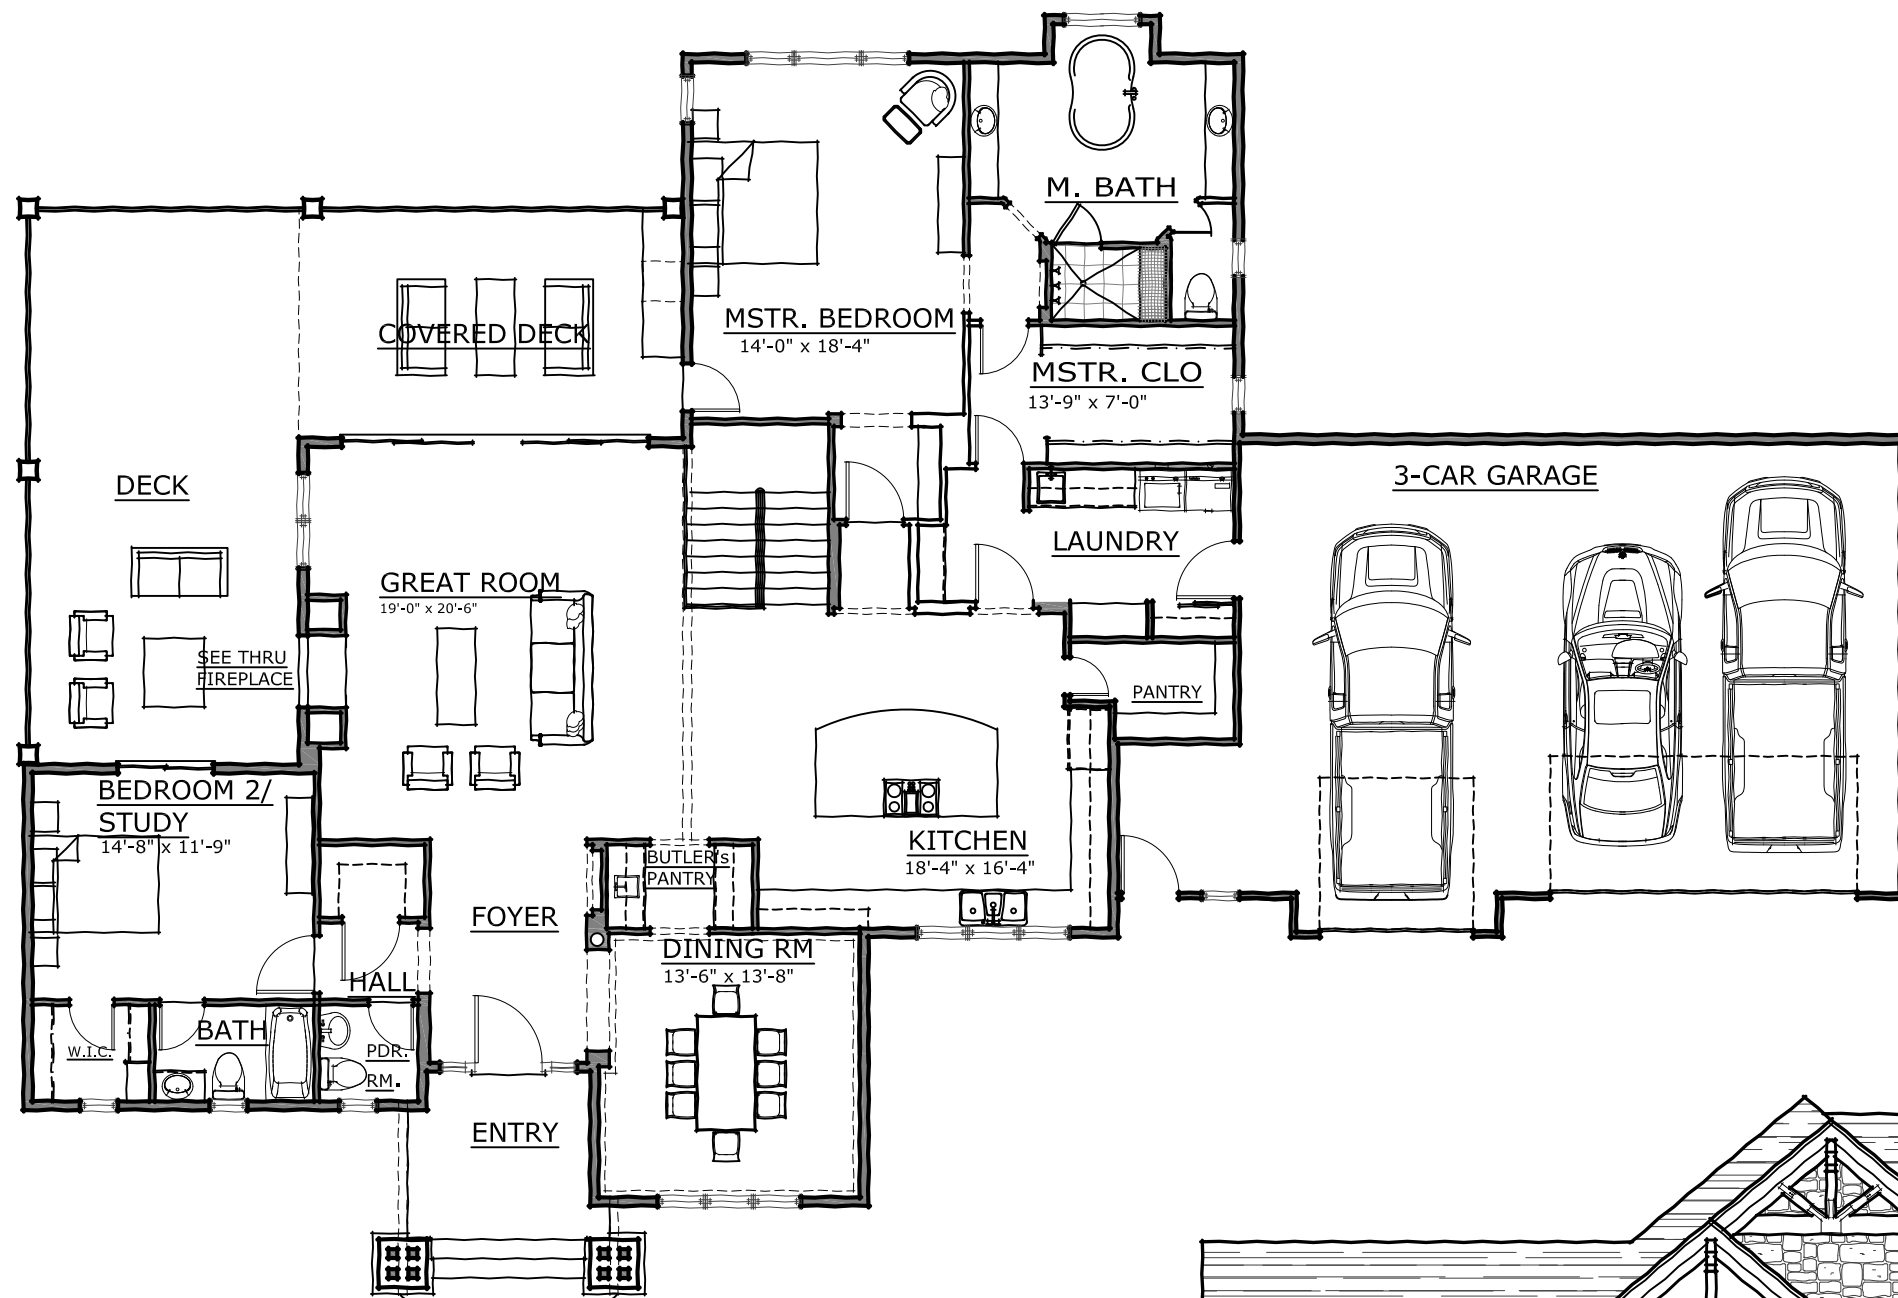 M. BATH
MSTR. BEDROOM
14'-0" x 18'-4"
COVERED DECK
MSTR. CLO
13'-9" x 7'-0"
3-CAR GARAGE
DECK
LAUNDRY
GREAT ROOM
19'-0" x 20'-6"
SEE THRU
FIREPLACE
PANTRY
BEDROOM 2/
STUDY
14'-8" x 11'-9"
KITCHEN
18'-4" x 16'-4"
BUTLER's
PANTRY
FOYER
DINING RM
13'-6" x 13'-8"
HALL
BATH
W.I.C.
PDR.
RM.
ENTRY